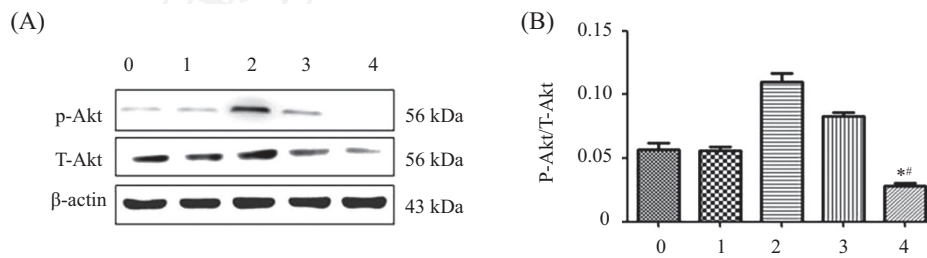 (A)
0 1 2 3 4
p-Akt 56 kDa
T-Akt 56 kDa
β-actin 43 kDa
(B)
P-Akt/T-Akt
0.15
0.10
0.05
0
*#
0 1 2 3 4